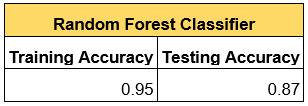 Random Forest Classifier
Training Accuracy Testing Accuracy
0.95 0.87